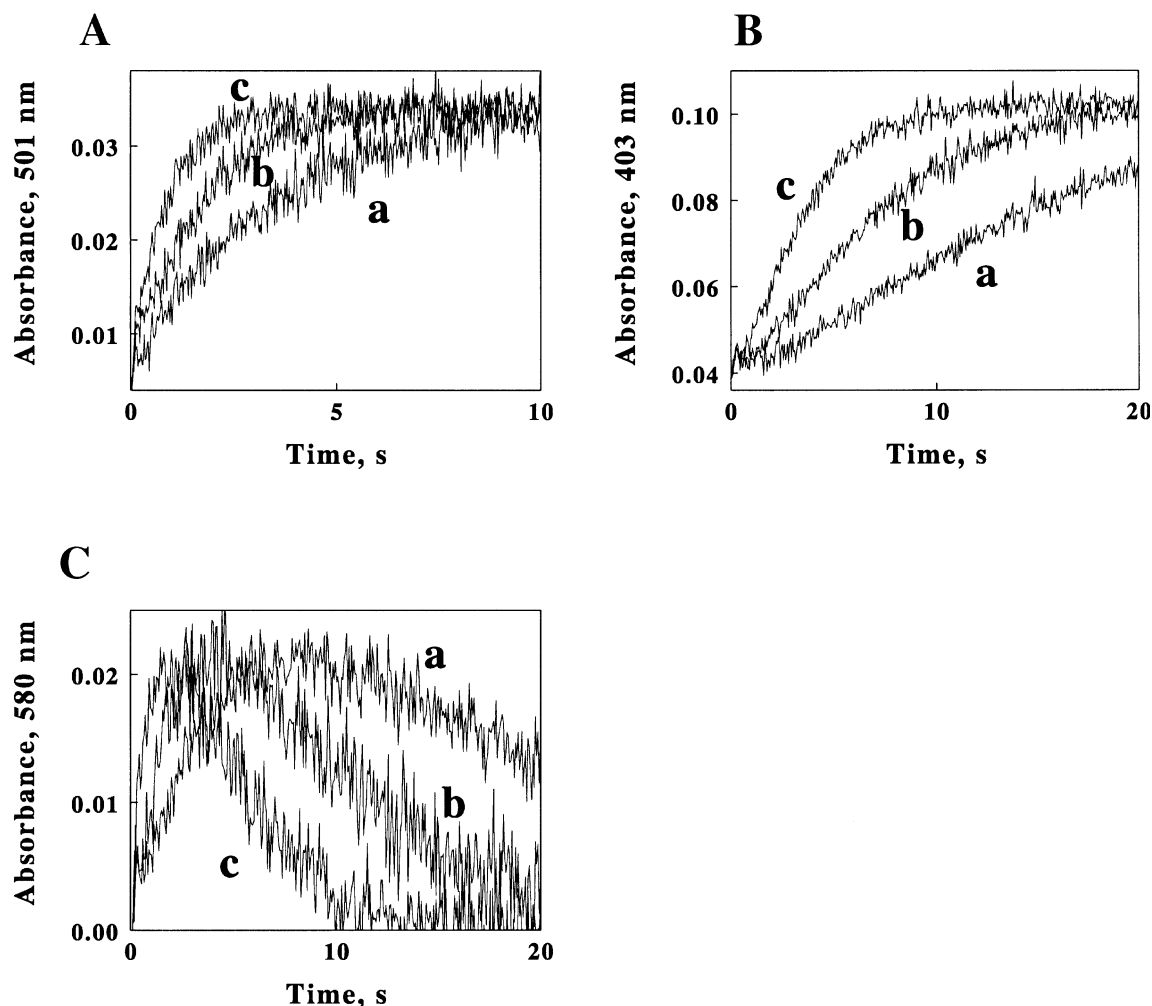 A
Absorbance, 501 nm
0.03
0.02
0.01
c
b
a
0
5
10
Time, s
B
Absorbance, 403 nm
0.10
0.08
0.06
0.04
c
b
a
0
10
20
Time, s
C
Absorbance, 580 nm
0.02
0.01
0.00
a
b
c
0
10
20
Time, s